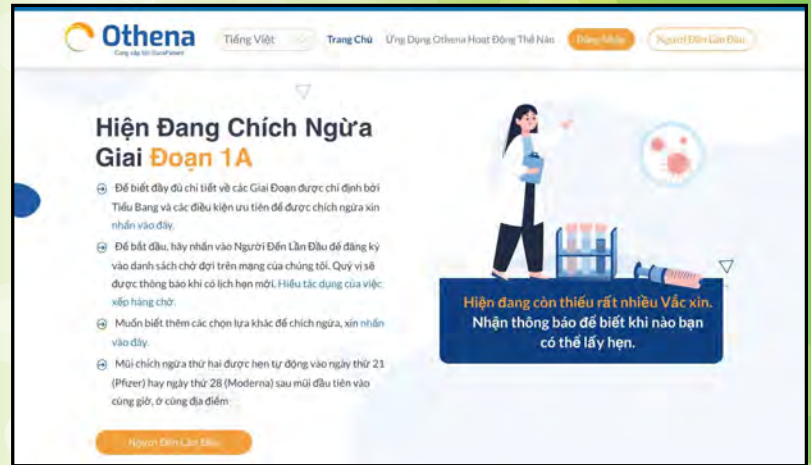 Othena
Cung cấp bởi CuraPatient
Tiếng Việt
Trang Chủ
Ứng Dụng Othena Hoạt Động Thế Nào
Đăng Nhập
Người Đến Lần Đầu
Hiện Đang Chích Ngừa
Giai Đoạn 1A
Để biết đầy đủ chi tiết về các Giai Đoạn được chỉ định bởi
Tiểu Bang và các điều kiện ưu tiên để được chích ngừa xin
nhấn vào đây.
Để bắt đầu, hãy nhấn vào Người Đến Lần Đầu để đăng ký
vào danh sách chờ đợi trên mạng của chúng tôi. Quý vị sẽ
được thông báo khi có lịch hẹn mới. Hiểu tác dụng của việc
xếp hàng chờ.
Muốn biết thêm các chọn lựa khác để chích ngừa, xin nhấn
vào đây.
Mũi chích ngừa thứ hai được hẹn tự động vào ngày thứ 21
(Pfizer) hay ngày thứ 28 (Moderna) sau mũi đầu tiên vào
cùng giờ, ở cùng địa điểm
Người Đến Lần Đầu
Hiện đang còn thiếu rất nhiều Vắc xin.
Nhận thông báo để biết khi nào bạn
có thể lấy hẹn.